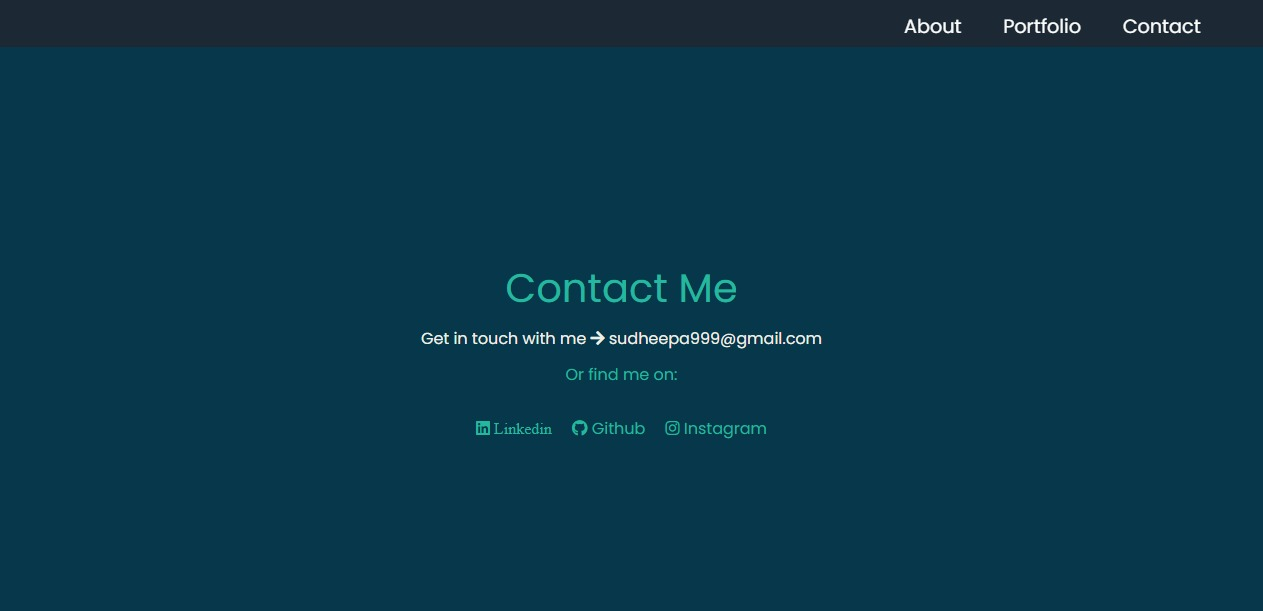 About Portfolio Contact
Contact Me
Get in touch with me → sudheepa999@gmail.com
Or find me on:
Linkedin Github Instagram